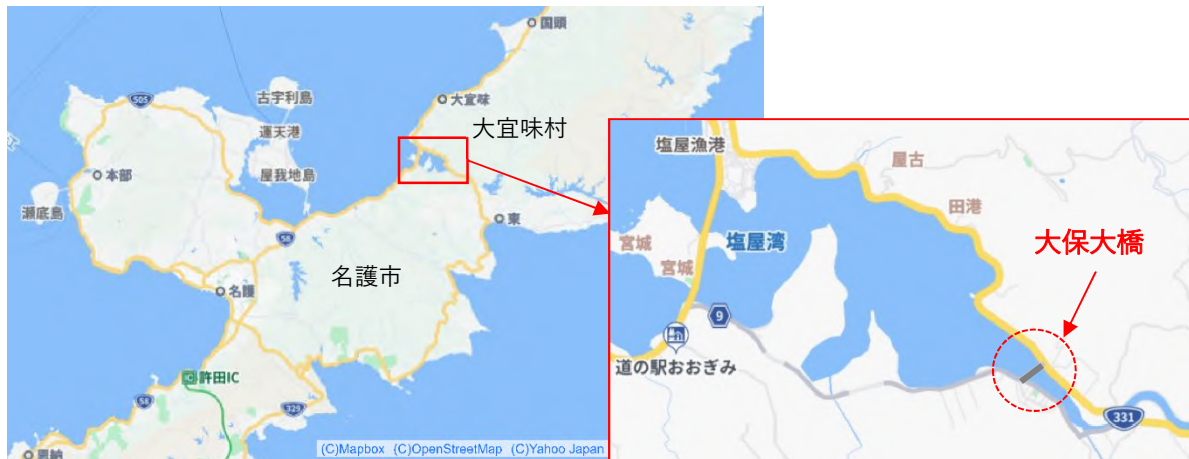 国頭
505
古宇利島
大宜味
大宜味村
運天港
本部
屋我地島
瀬底島
東
58
名護市
名護
許田IC
58
329
恩納
(C)Mapbox (C)OpenStreetMap (C)Yahoo Japan
塩屋漁港
屋古
田港
宮城
塩屋湾
大保大橋
宮城
9
道の駅おおぎみ
331